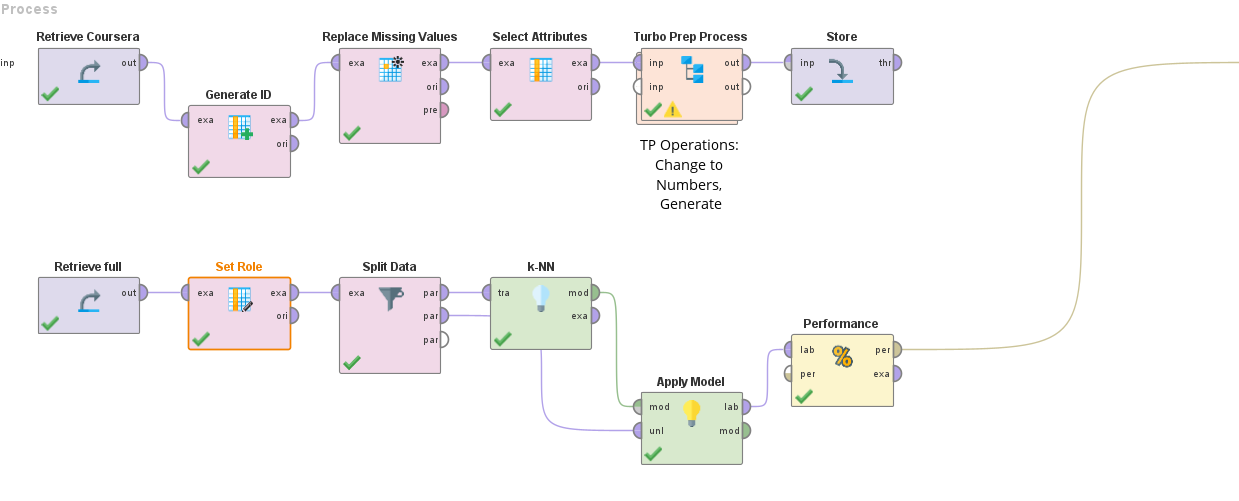 Process
Retrieve Coursera
Replace Missing Values
Select Attributes
Turbo Prep Process
Store
inp
out
exa
exa
ori
pre
exa
exa
ori
inp
out
inp
out
inp
thr
Generate ID
exa
exa
ori
TP Operations:
Change to
Numbers,
Generate
Retrieve full
Set Role
Split Data
k-NN
out
exa
exa
ori
exa
par
par
par
tra
mod
exa
Performance
lab
per
per
exa
Apply Model
mod
lab
unl
mod